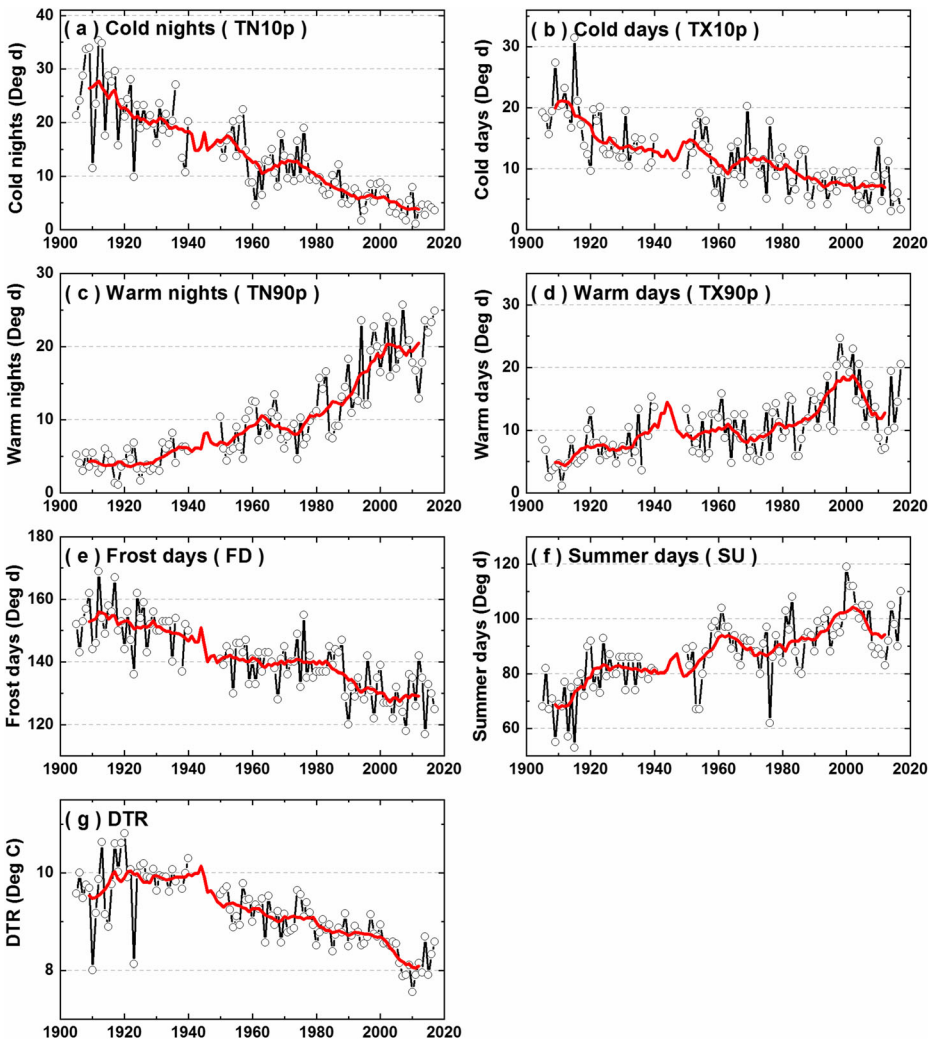 ( a ) Cold nights ( TN10p )
Cold nights (Deg d)
40
30
20
10
0
1900 1920 1940 1960 1980 2000 2020
( b ) Cold days ( TX10p )
Cold days (Deg d)
30
20
10
0
1900 1920 1940 1960 1980 2000 2020
( c ) Warm nights ( TN90p )
Warm nights (Deg d)
30
20
10
0
1900 1920 1940 1960 1980 2000 2020
( d ) Warm days ( TX90p )
Warm days (Deg d)
30
20
10
0
1900 1920 1940 1960 1980 2000 2020
( e ) Frost days ( FD )
Frost days (Deg d)
180
160
140
120
1900 1920 1940 1960 1980 2000 2020
( f ) Summer days ( SU )
Summer days (Deg d)
120
100
80
60
1900 1920 1940 1960 1980 2000 2020
( g ) DTR
DTR (Deg C)
10
8
1900 1920 1940 1960 1980 2000 2020